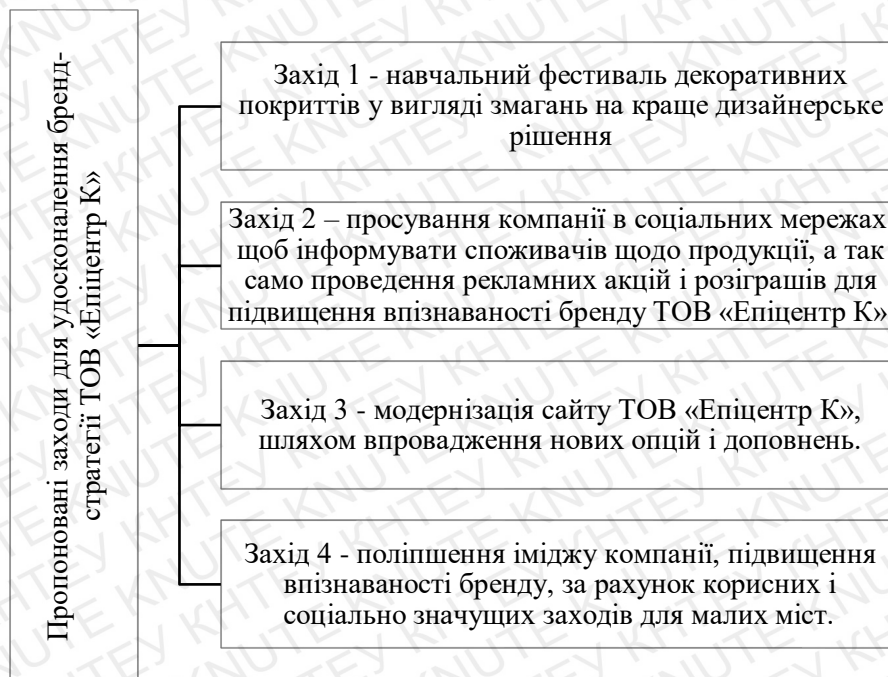 Пропоновані заходи для удосконалення бренд-
стратегії ТОВ «Епіцентр К»
Захід 1 - навчальний фестиваль декоративних
покриттів у вигляді змагань на краще дизайнерське
рішення
Захід 2 – просування компанії в соціальних мережах
щоб інформувати споживачів щодо продукції, а так
само проведення рекламних акцій і розіграшів для
підвищення впізнаваності бренду ТОВ «Епіцентр К»
Захід 3 - модернізація сайту ТОВ «Епіцентр К»,
шляхом впровадження нових опцій і доповнень.
Захід 4 - поліпшення іміджу компанії, підвищення
впізнаваності бренду, за рахунок корисних і
соціально значущих заходів для малих міст.